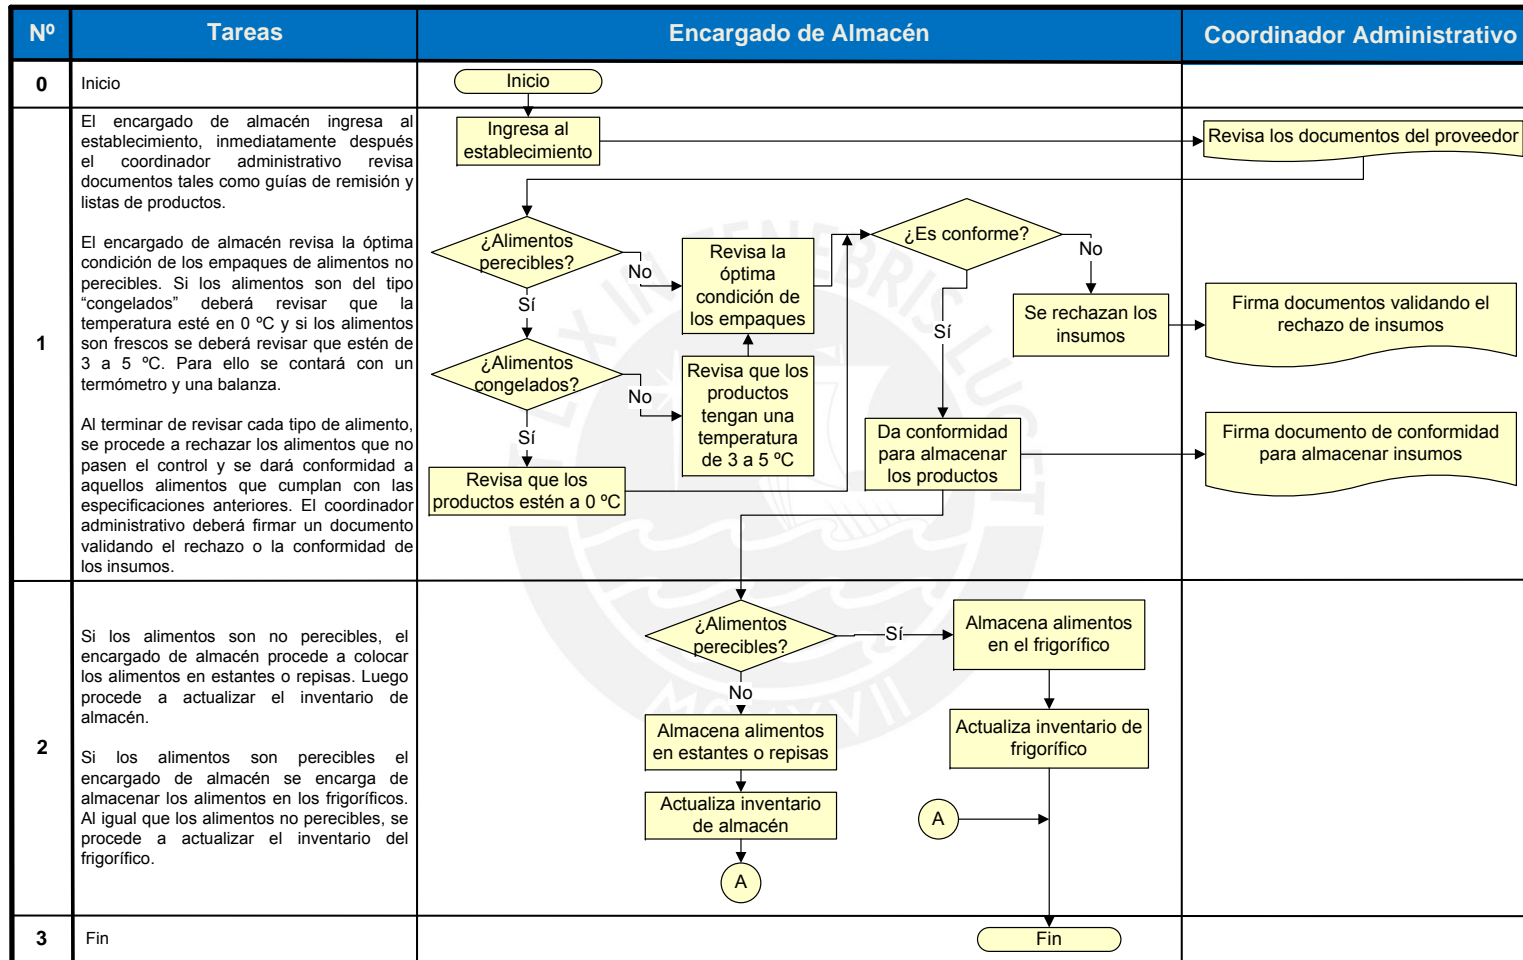 Nº
Tareas
Encargado de Almacén
Coordinador Administrativo
0
Inicio
Inicio
1
El encargado de almacén ingresa al
establecimiento, inmediatamente después
el coordinador administrativo revisa
documentos tales como guías de remisión y
listas de productos.
El encargado de almacén revisa la óptima
condición de los empaques de alimentos no
perecibles. Si los alimentos son del tipo
“congelados” deberá revisar que la
temperatura esté en 0 ºC y si los alimentos
son frescos se deberá revisar que estén de
3 a 5 ºC. Para ello se contará con un
termómetro y una balanza.
Al terminar de revisar cada tipo de alimento,
se procede a rechazar los alimentos que no
pasen el control y se dará conformidad a
aquellos alimentos que cumplan con las
especificaciones anteriores. El coordinador
administrativo deberá firmar un documento
validando el rechazo o la conformidad de
los insumos.
Ingresa al
establecimiento
Revisa los documentos del proveedor
¿Alimentos
perecibles?
No
Sí
Revisa la
óptima
condición de
los empaques
¿Es conforme?
No
Sí
Se rechazan los
insumos
Firma documentos validando el
rechazo de insumos
¿Alimentos
congelados?
No
Sí
Revisa que los
productos
tengan una
temperatura
de 3 a 5 ºC
Da conformidad
para almacenar
los productos
Firma documento de conformidad
para almacenar insumos
Revisa que los
productos estén a 0 ºC
2
Si los alimentos son no perecibles, el
encargado de almacén procede a colocar
los alimentos en estantes o repisas. Luego
procede a actualizar el inventario de
almacén.
Si los alimentos son perecibles el
encargado de almacén se encarga de
almacenar los alimentos en los frigoríficos.
Al igual que los alimentos no perecibles, se
procede a actualizar el inventario del
frigorífico.
¿Alimentos
perecibles?
Sí
No
Almacena alimentos
en el frigorífico
Almacena alimentos
en estantes o repisas
Actualiza inventario de
frigorífico
Actualiza inventario
de almacén
A
A
3
Fin
Fin